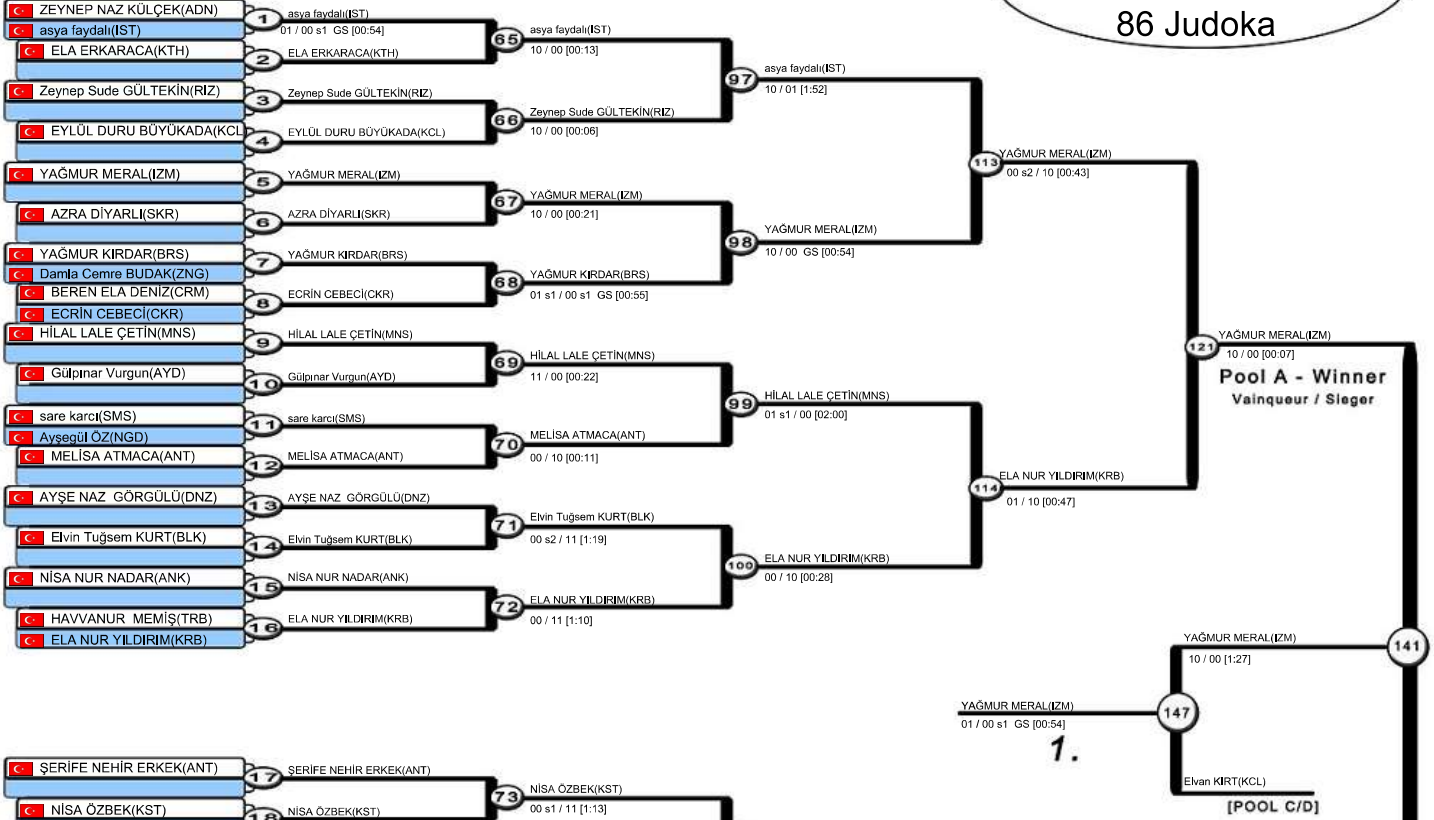 86 Judoka
ZEYNEP NAZ KÜLÇEK(ADN)
asya faydalı(IST)
ELA ERKARACA(KTH)
Zeynep Sude GÜLTEKİN(RIZ)
EYLÜL DURU BÜYÜKADA(KCL
YAĞMUR MERAL(IZM)
AZRA DİYARLI(SKR)
YAĞMUR KIRDAR(BRS)
Damla Cemre BUDAK(ZNG)
BEREN ELA DENİZ(CRM)
ECRİN CEBECİ(CKR)
HİLAL LALE ÇETİN(MNS)
Gülpınar Vurgun(AYD)
sare karcı(SMS)
Ayşegül ÖZ(NGD)
MELİSA ATMACA(ANT)
AYŞE NAZ GÖRGÜLÜ(DNZ)
Elvin Tuğsem KURT(BLK)
NİSA NUR NADAR(ANK)
HAVVANUR MEMİŞ(TRB)
ELA NUR YILDIRIM(KRB)
ŞERİFE NEHİR ERKEK(ANT)
NİSA ÖZBEK(KST)
1
asya faydalı(IST)
01 / 00 s1 GS [00:54]
2
ELA ERKARACA(KTH)
3
Zeynep Sude GÜLTEKİN(RIZ)
4
EYLÜL DURU BÜYÜKADA(KCL)
5
YAĞMUR MERAL(IZM)
6
AZRA DİYARLI(SKR)
7
YAĞMUR KIRDAR(BRS)
8
ECRİN CEBECİ(CKR)
9
HİLAL LALE ÇETİN(MNS)
10
Gülpınar Vurgun(AYD)
11
sare karcı(SMS)
12
MELİSA ATMACA(ANT)
13
AYŞE NAZ GÖRGÜLÜ(DNZ)
14
Elvin Tuğsem KURT(BLK)
15
NİSA NUR NADAR(ANK)
16
ELA NUR YILDIRIM(KRB)
17
ŞERİFE NEHİR ERKEK(ANT)
18
NİSA ÖZBEK(KST)
65
asya faydalı(IST)
10 / 00 [00:13]
66
Zeynep Sude GÜLTEKİN(RIZ)
10 / 00 [00:06]
67
YAĞMUR MERAL(IZM)
10 / 00 [00:21]
68
YAĞMUR KIRDAR(BRS)
01 s1 / 00 s1 GS [00:55]
69
HİLAL LALE ÇETİN(MNS)
11 / 00 [00:22]
70
MELİSA ATMACA(ANT)
00 / 10 [00:11]
71
Elvin Tuğsem KURT(BLK)
00 s2 / 11 [1:19]
72
ELA NUR YILDIRIM(KRB)
00 / 11 [1:10]
73
NİSA ÖZBEK(KST)
00 s1 / 11 [1:13]
97
asya faydalı(IST)
10 / 01 [1:52]
98
YAĞMUR MERAL(IZM)
10 / 00 GS [00:54]
99
HİLAL LALE ÇETİN(MNS)
01 s1 / 00 [02:00]
100
ELA NUR YILDIRIM(KRB)
00 / 10 [00:28]
113
YAĞMUR MERAL(IZM)
00 s2 / 10 [00:43]
114
ELA NUR YILDIRIM(KRB)
01 / 10 [00:47]
121
YAĞMUR MERAL(IZM)
10 / 00 [00:07]
Pool A - Winner
Vainqueur / Sieger
141
YAĞMUR MERAL(IZM)
10 / 00 [1:27]
147
YAĞMUR MERAL(IZM)
01 / 00 s1 GS [00:54]
1.
Elvan KIRT(KCL)
[POOL C/D]